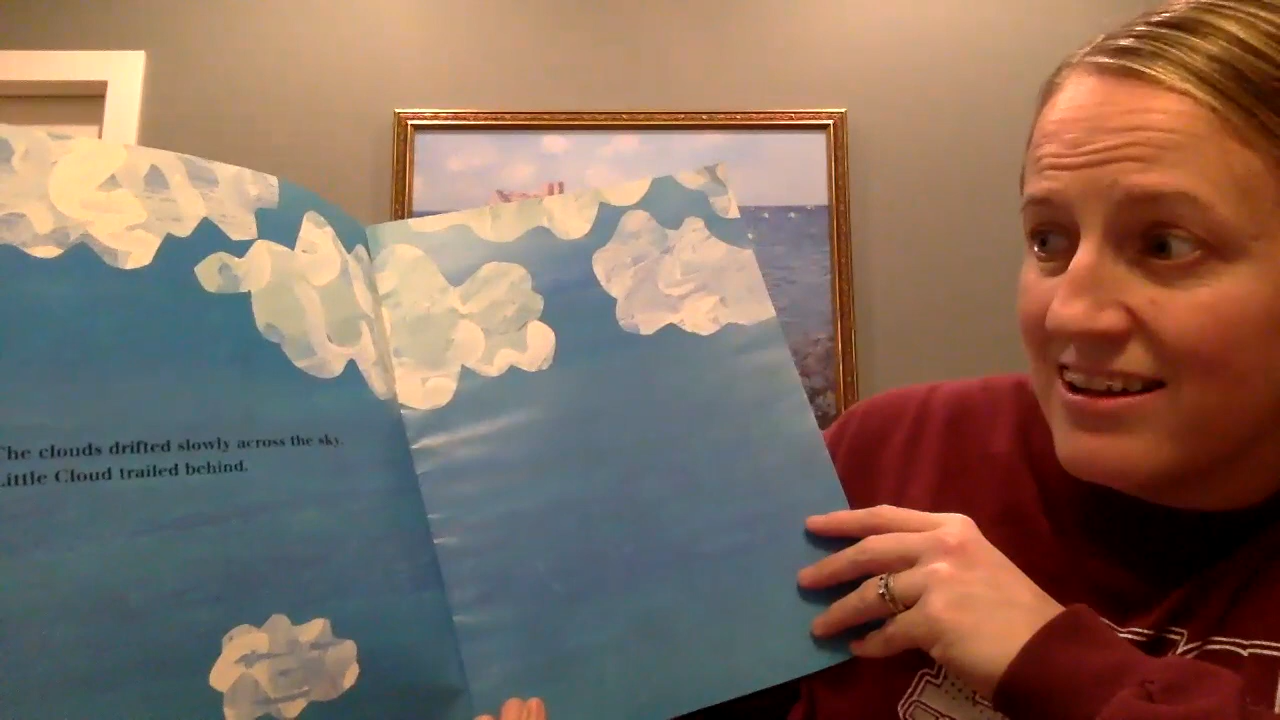 The clouds drifted slowly across the sky.
Little Cloud trailed behind.